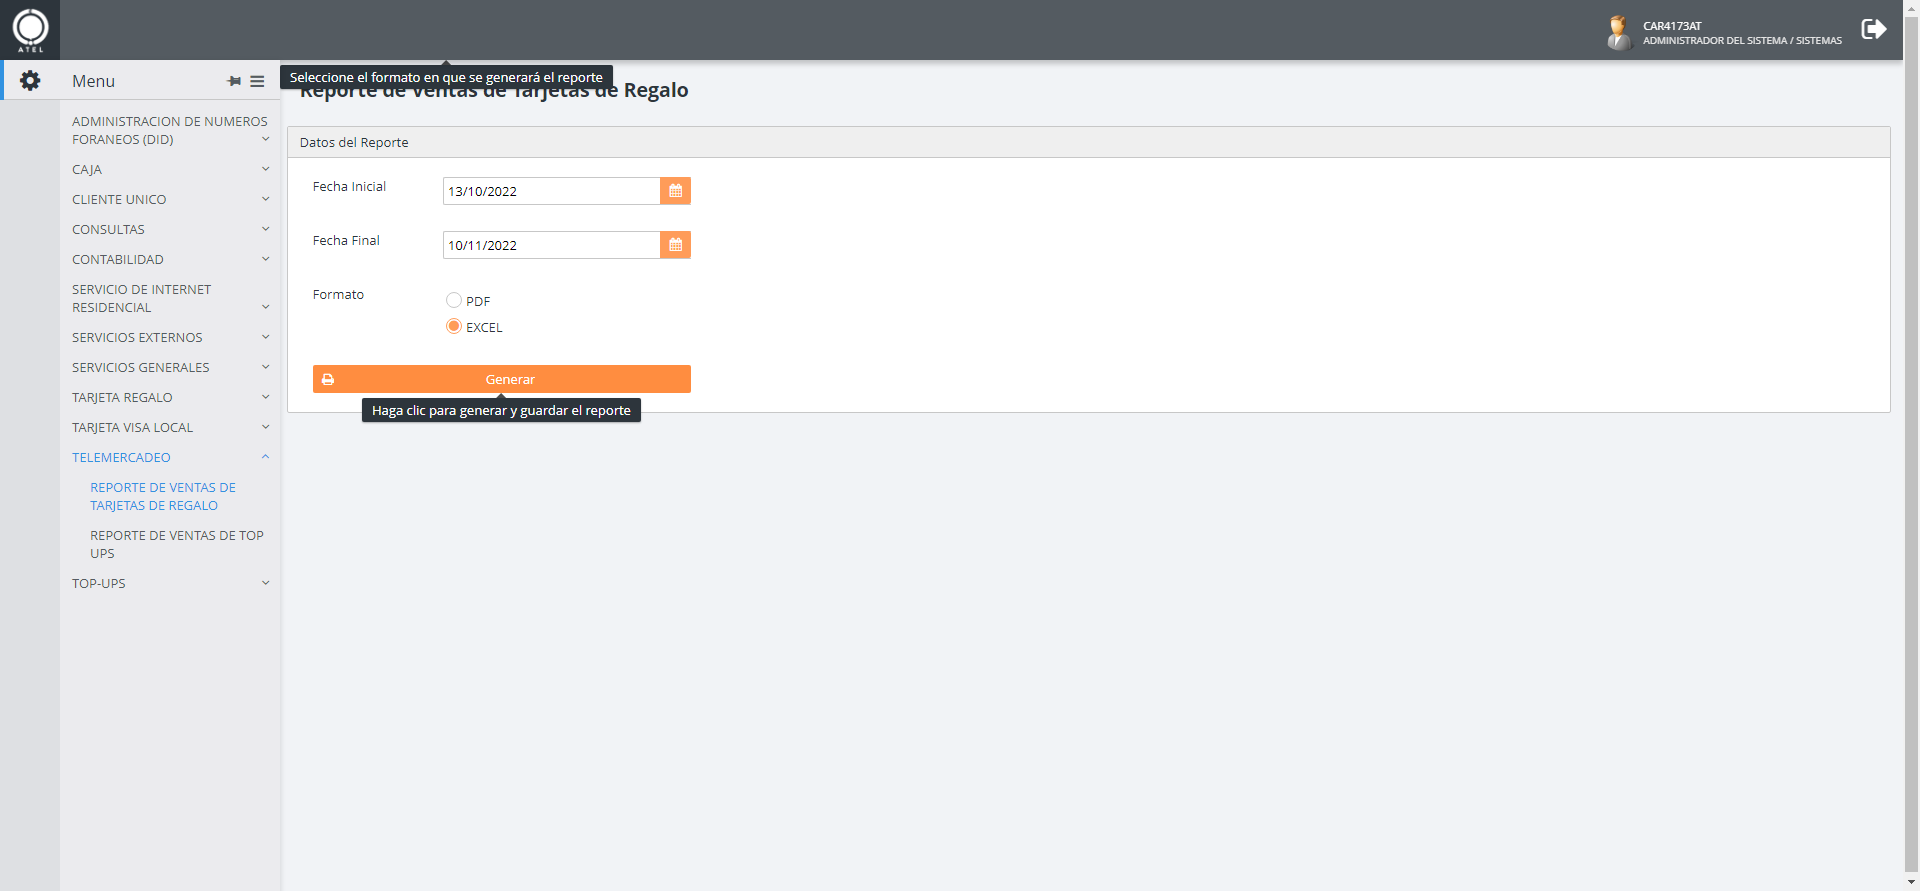 ATEL
CAR4173AT
ADMINISTRADOR DEL SISTEMA / SISTEMAS
Menu
Seleccione el formato en que se generará el reporte
Reporte de Ventas de Tarjetas de Regalo
ADMINISTRACION DE NUMEROS
FORANEOS (DID)
CAJA
CLIENTE UNICO
CONSULTAS
CONTABILIDAD
SERVICIO DE INTERNET
RESIDENCIAL
SERVICIOS EXTERNOS
SERVICIOS GENERALES
TARJETA REGALO
TARJETA VISA LOCAL
TELEMERCADEO
REPORTE DE VENTAS DE
TARJETAS DE REGALO
REPORTE DE VENTAS DE TOP
UPS
TOP-UPS
Datos del Reporte
Fecha Inicial
13/10/2022
Fecha Final
10/11/2022
Formato
PDF
EXCEL
Generar
Haga clic para generar y guardar el reporte